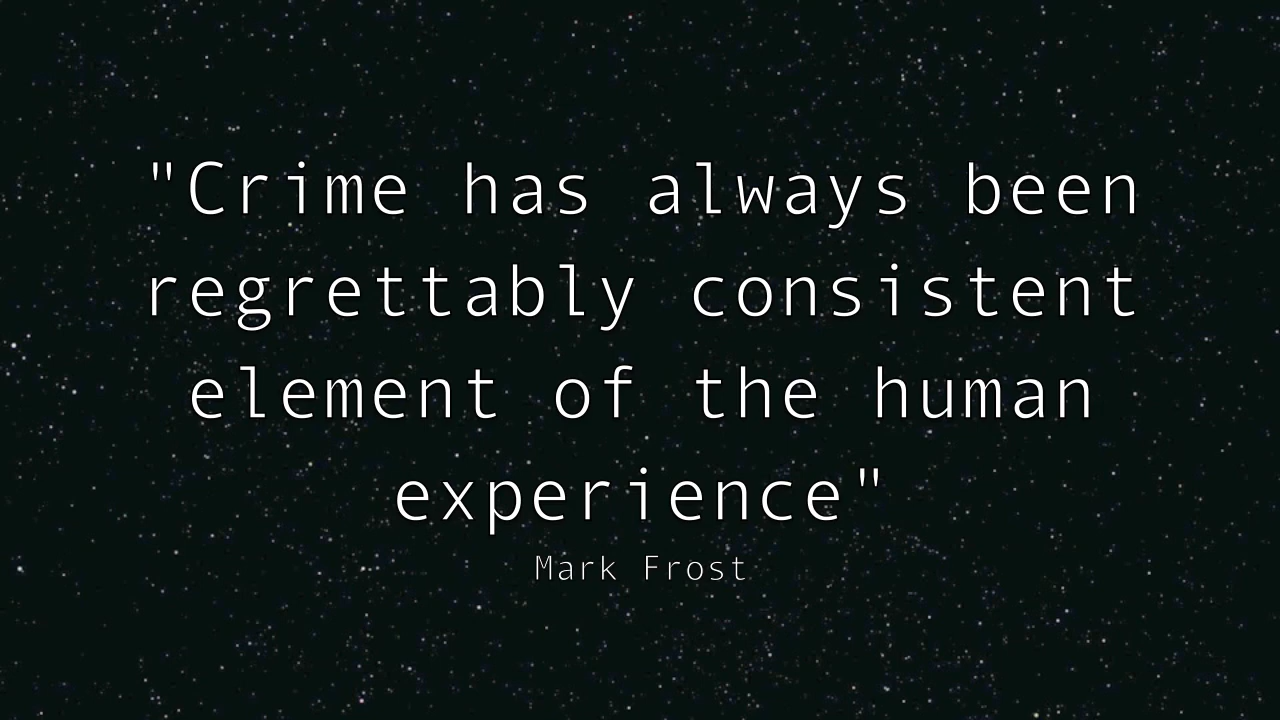 "Crime has always been
regrettably consistent
element of the human
experience"
Mark Frost